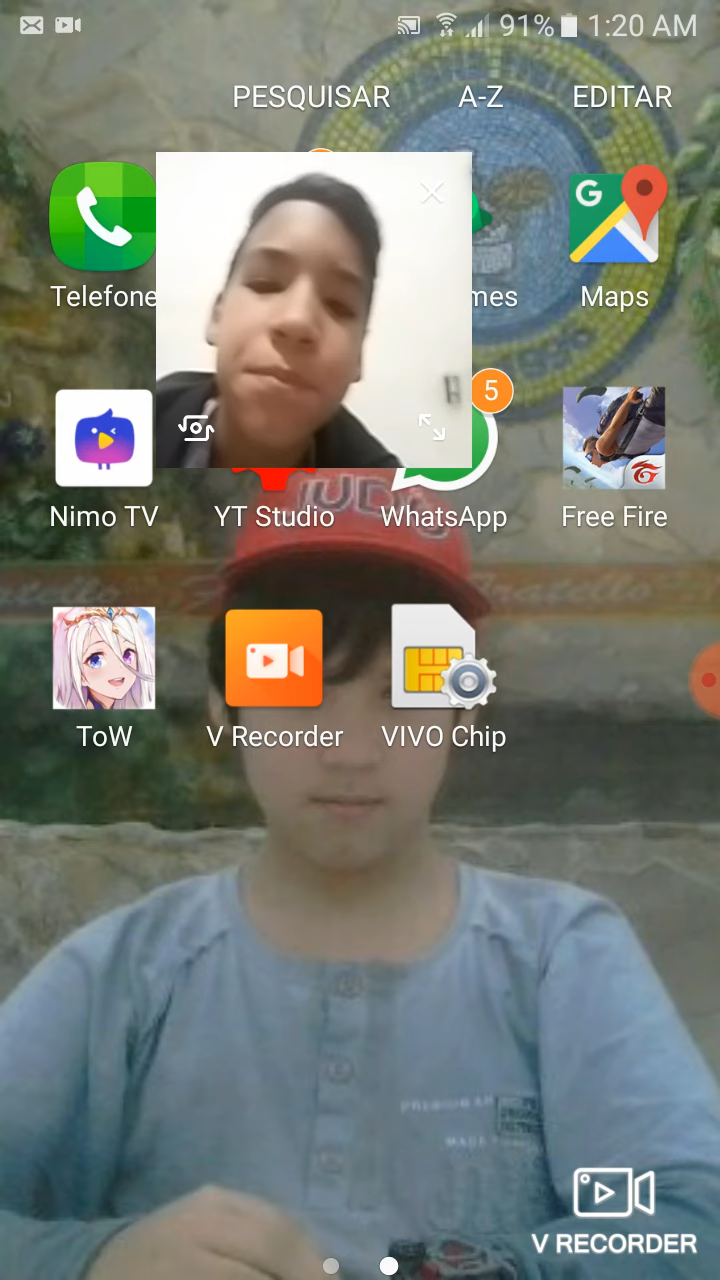 91% 1:20 AM
PESQUISAR A-Z EDITAR
G
Telefone
mes
Maps
5
Nimo TV
YT Studio
WhatsApp
Free Fire
ToW
V Recorder
VIVO Chip
V RECORDER